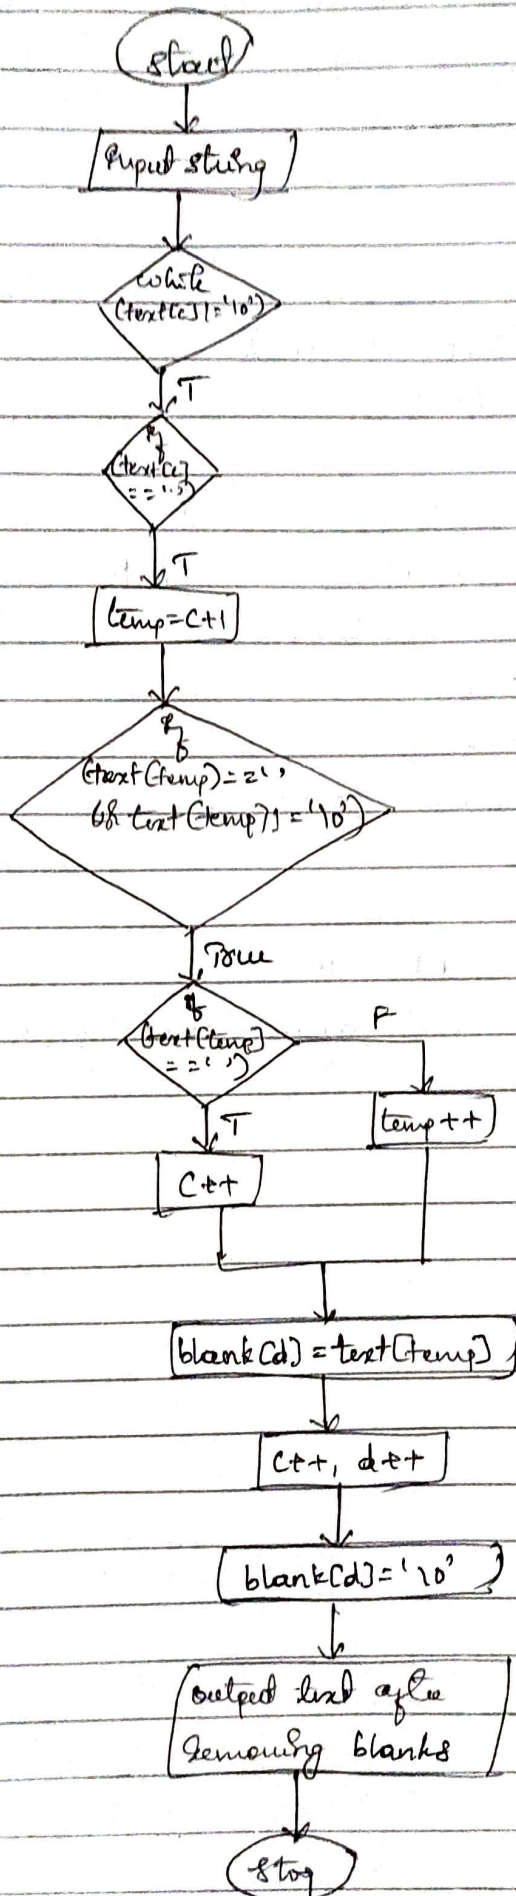 start
Input string
while
(text[c]!='\0')
T
if
(text[c]
== ' ')
T
temp=c+1
if
(text[temp)==' '
&& text[temp]!='\0')
True
if
(text[temp]
==' ')
F
T
temp++
c++
blank[d]=text[temp]
c++, d++
blank[d]='\0'
output text after
removing blanks
stop